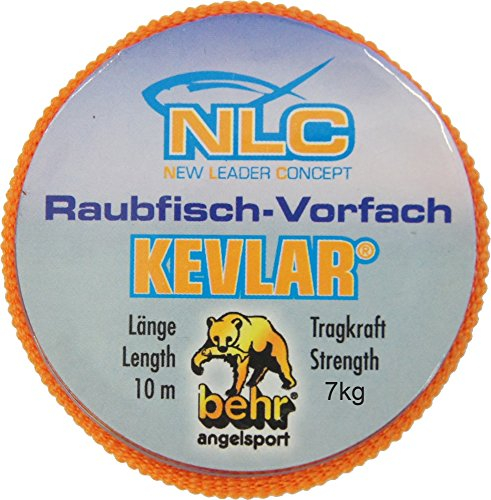 NLC
NEW LEADER CONCEPT
Raubfisch-Vorfach
KEVLAR®
Länge
Length
10 m
Tragkraft
Strength
7kg
behr®
angelsport